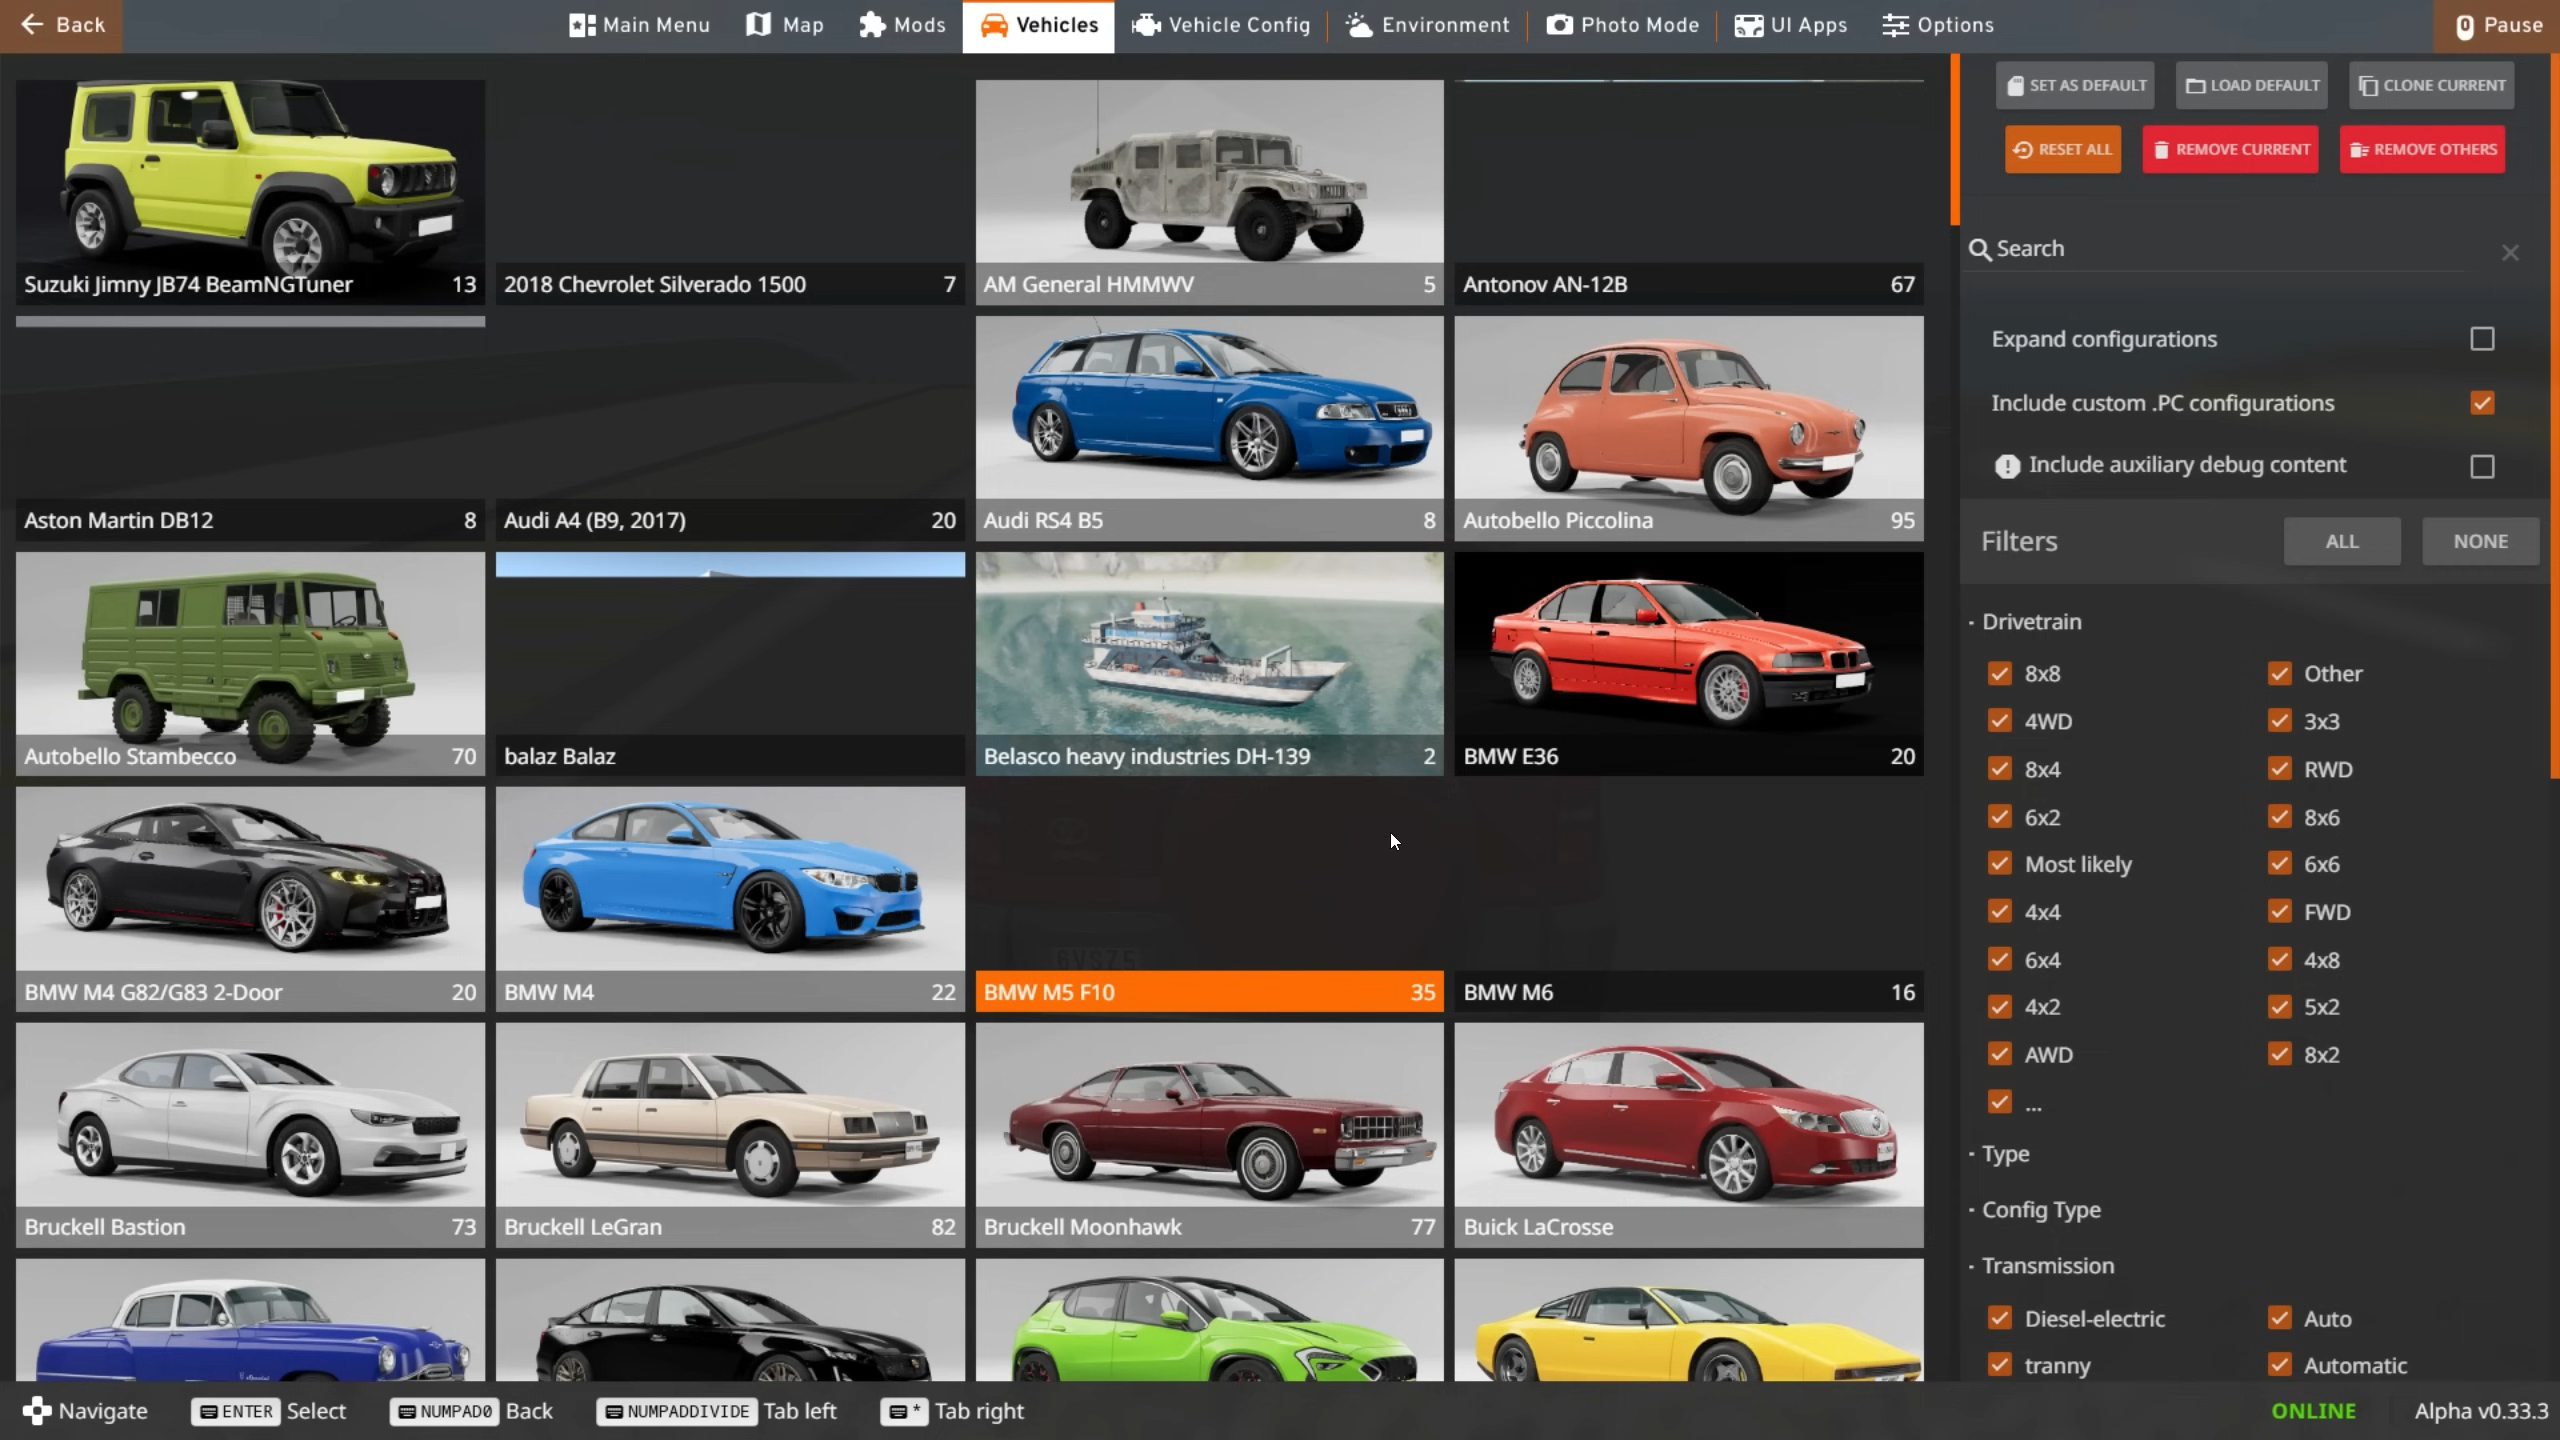 Back
Main Menu
Map
Mods
Vehicles
Vehicle Config
Environment
Photo Mode
UI Apps
Options
Pause
SET AS DEFAULT
LOAD DEFAULT
CLONE CURRENT
RESET ALL
REMOVE CURRENT
REMOVE OTHERS
Suzuki Jimny JB74 BeamNGTuner 13
2018 Chevrolet Silverado 1500 7
AM General HMMWV 5
Antonov AN-12B 67
Aston Martin DB12 8
Audi A4 (B9, 2017) 20
Audi RS4 B5 8
Autobello Piccolina 95
Autobello Stambecco 70
balaz Balaz
Belasco heavy industries DH-139 2
BMW E36 20
BMW M4 G82/G83 2-Door 20
BMW M4 22
6VSZ5
BMW M5 F10 35
BMW M6 16
Bruckell Bastion 73
Bruckell LeGran 82
Bruckell Moonhawk 77
Buick LaCrosse
Search
Expand configurations
Include custom .PC configurations
Include auxiliary debug content
Filters
ALL
NONE
Drivetrain
8x8
Other
4WD
3x3
8x4
RWD
6x2
8x6
Most likely
6x6
4x4
FWD
6x4
4x8
4x2
5x2
AWD
8x2
...
Type
Config Type
Transmission
Diesel-electric
Auto
tranny
Automatic
Navigate
ENTER Select
NUMPAD0 Back
NUMPADDIVIDE Tab left
* Tab right
ONLINE
Alpha v0.33.3